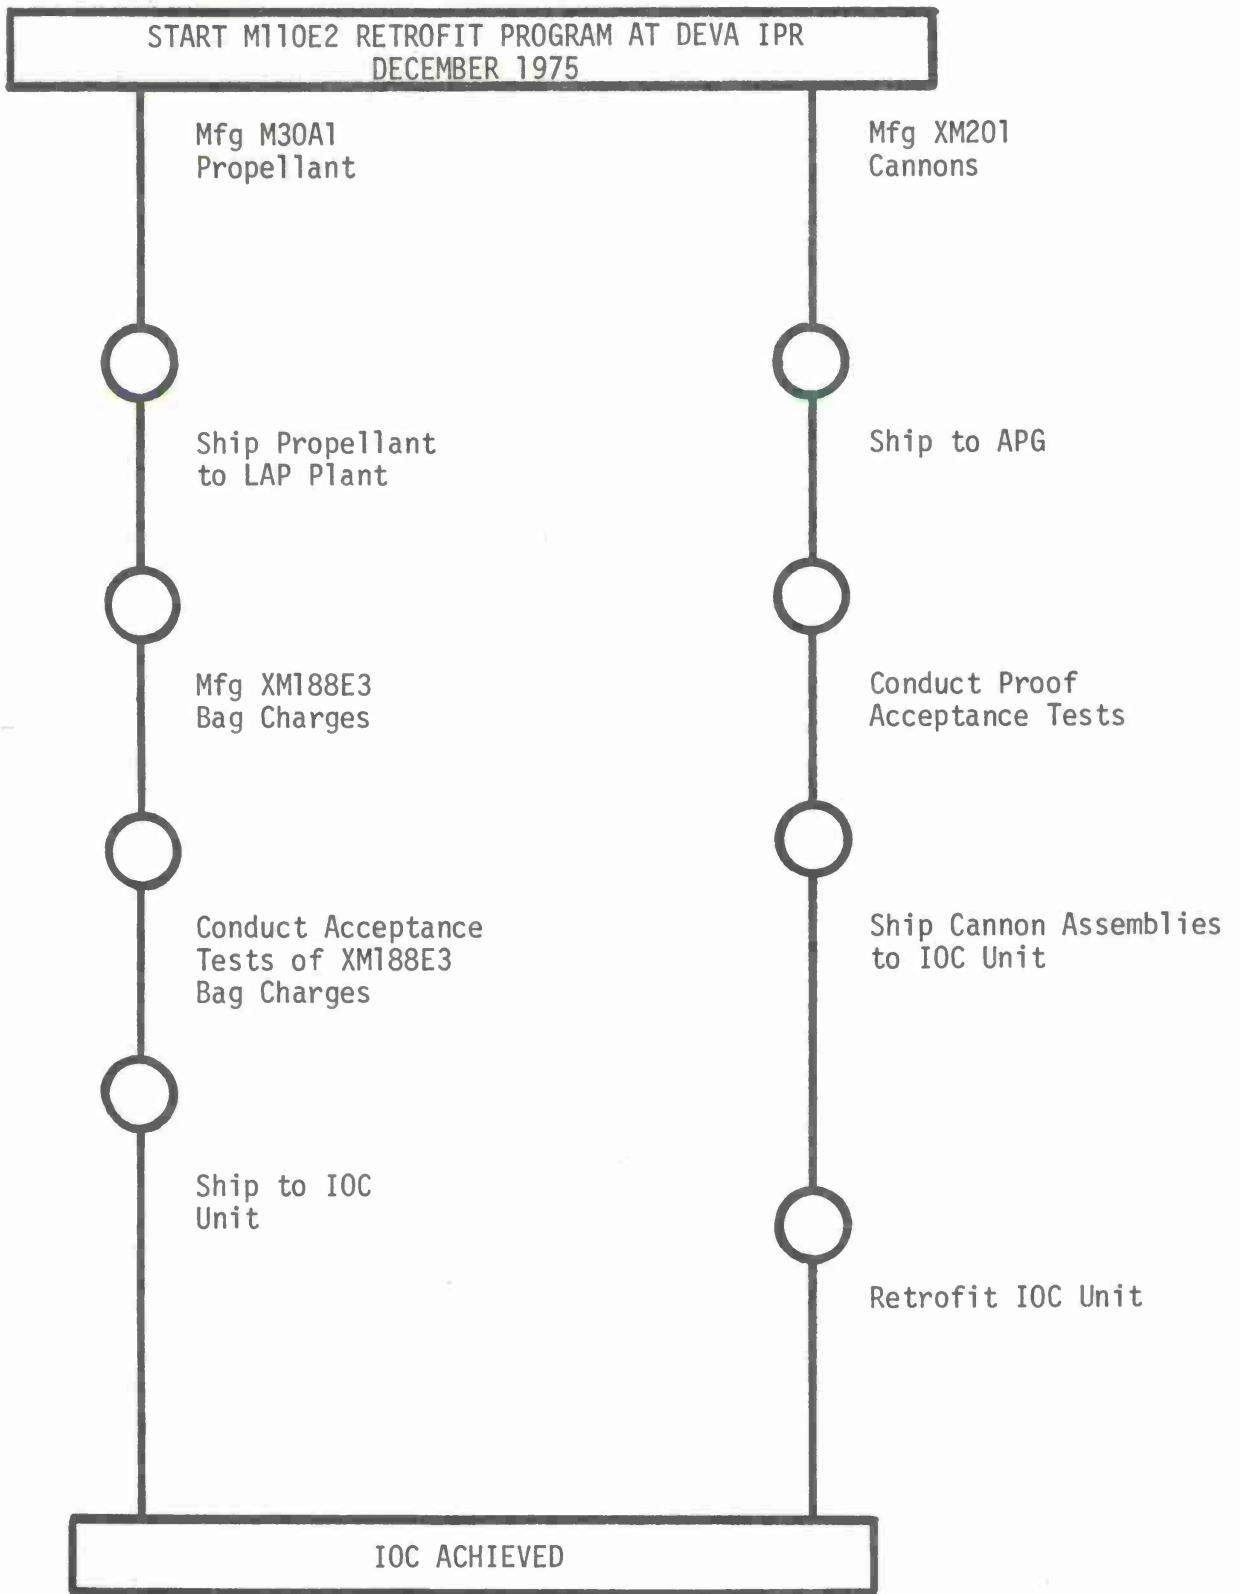 START M110E2 RETROFIT PROGRAM AT DEVA IPR
DECEMBER 1975
Mfg M30A1
Propellant
Ship Propellant
to LAP Plant
Mfg XM188E3
Bag Charges
Conduct Acceptance
Tests of XM188E3
Bag Charges
Ship to IOC
Unit
Mfg XM201
Cannons
Ship to APG
Conduct Proof
Acceptance Tests
Ship Cannon Assemblies
to IOC Unit
Retrofit IOC Unit
IOC ACHIEVED